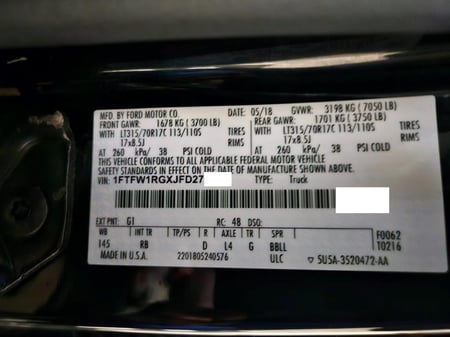 MFD. BY FORD MOTOR CO. DATE: 05/18 GVWR: 3198 KG (7050 LB)
FRONT GAWR: 1678 KG (3700 LB) REAR GAWR: 1701 KG (3750 LB)
WITH LT315/70R17C 113/110S TIRES WITH LT315/70R17C 113/110S TIRES
17x8.5J RIMS 17x8.5J RIMS
AT 260 kPa/ 38 PSI COLD AT 260 kPa/ 38 PSI COLD
THIS VEHICLE CONFORMS TO ALL APPLICABLE FEDERAL MOTOR VEHICLE
SAFETY STANDARDS IN EFFECT ON THE DATE OF MANUFACTURE SHOWN ABOVE.
VIN: 1FTFW1RGXJFD27 TYPE: Truck
EXT PNT: G1 RC: 48 DSO: F0062
WB INT TR TP/PS R AXLE TR SPR T0216
145 RB D L4 G BBLL
MADE IN U.S.A. 2201805240576 ULC 5U5A-3520472-AA